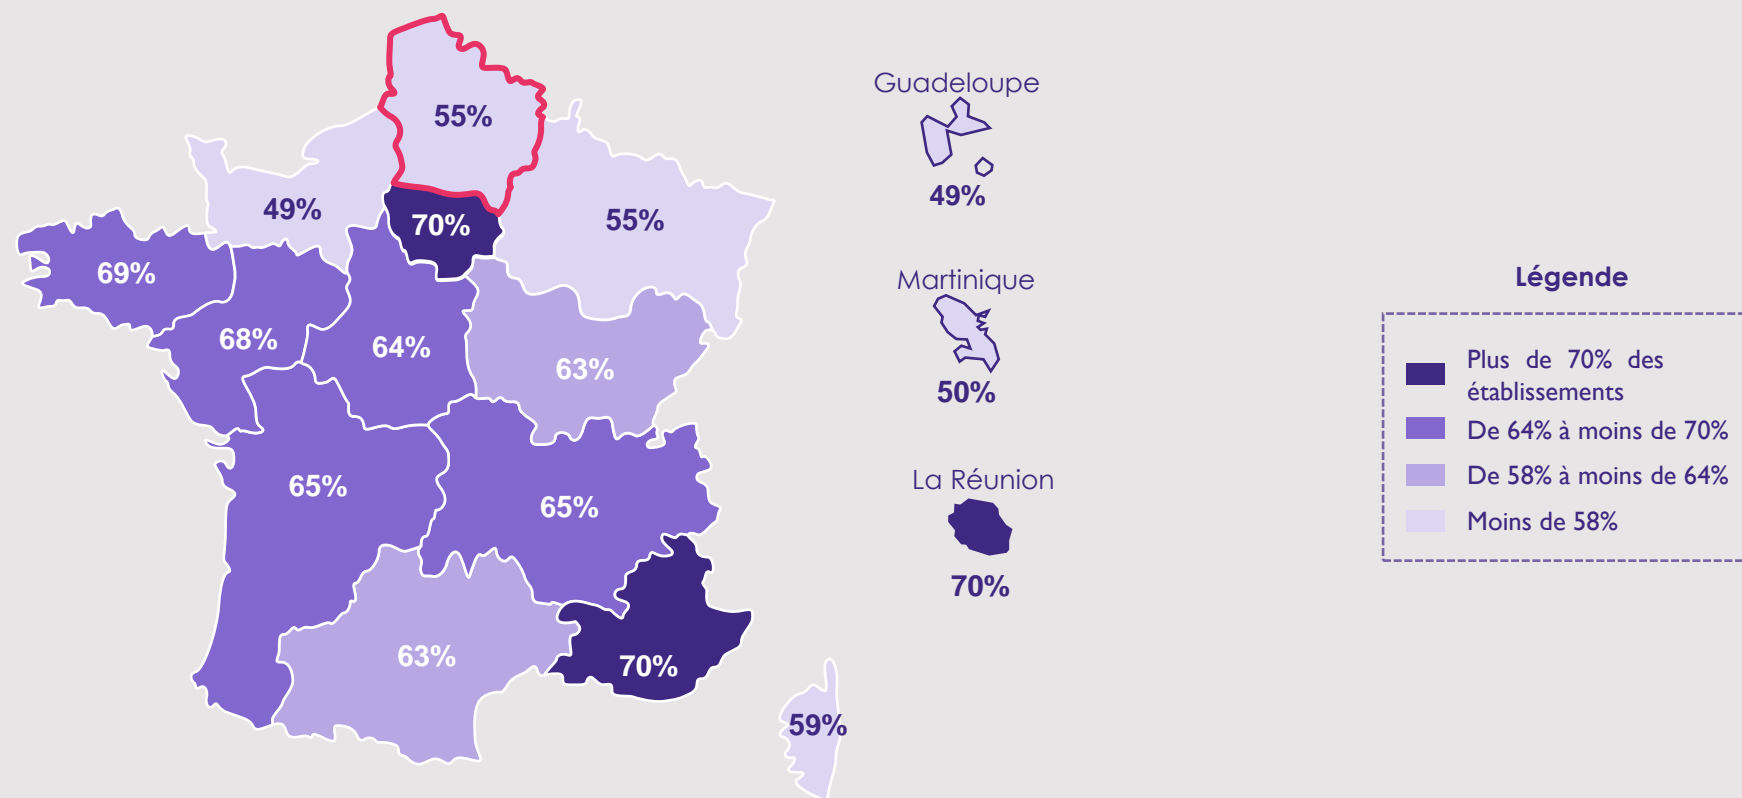 55%
49%
70%
55%
69%
68%
64%
63%
65%
65%
63%
70%
59%
Guadeloupe
49%
Martinique
50%
La Réunion
70%
Légende
Plus de 70% des
établissements
De 64% à moins de 70%
De 58% à moins de 64%
Moins de 58%